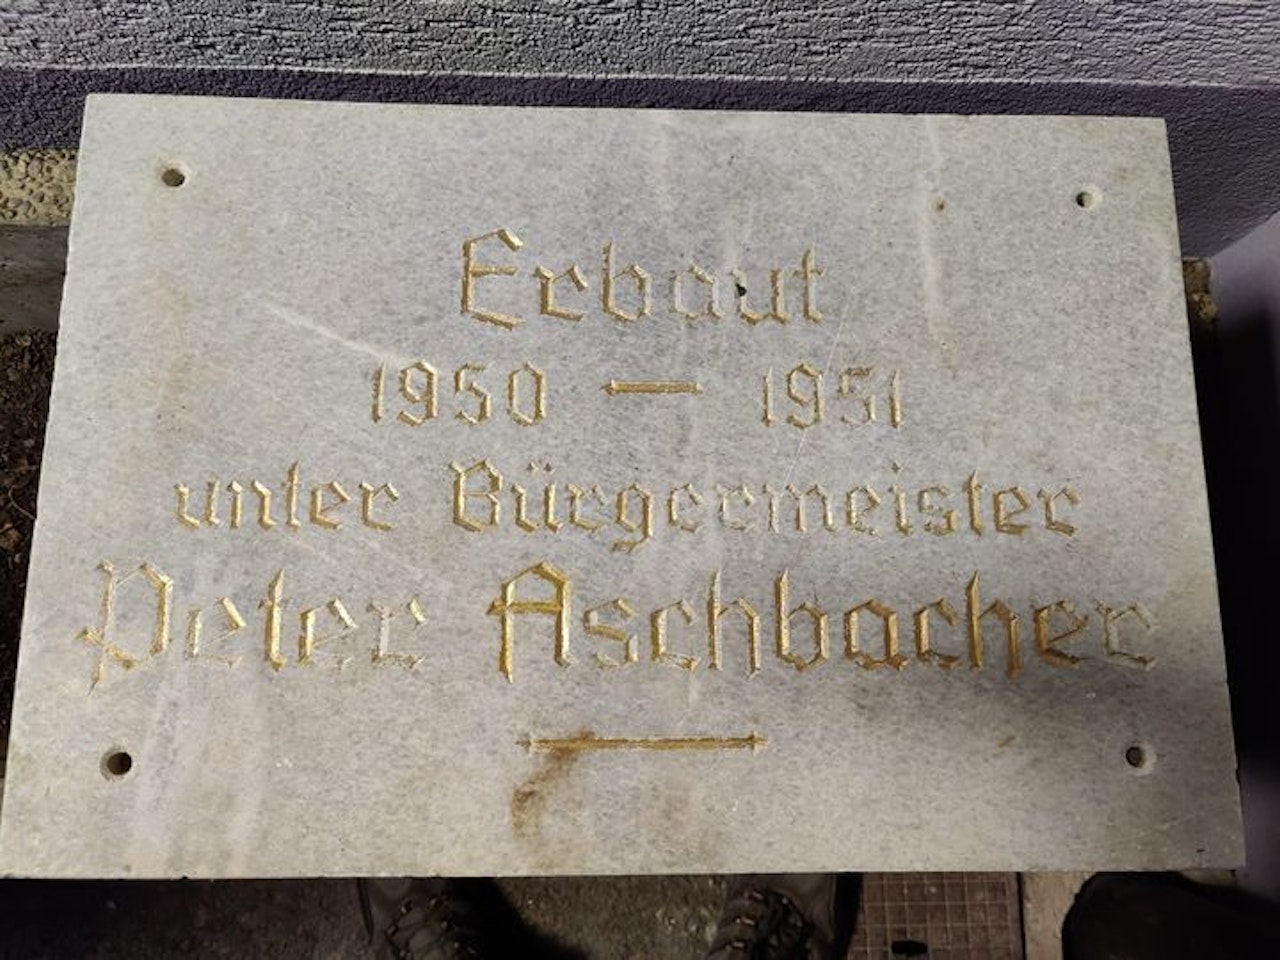 Erbaut
1950 — 1951
unter Bürgermeister
Peter Aschbacher